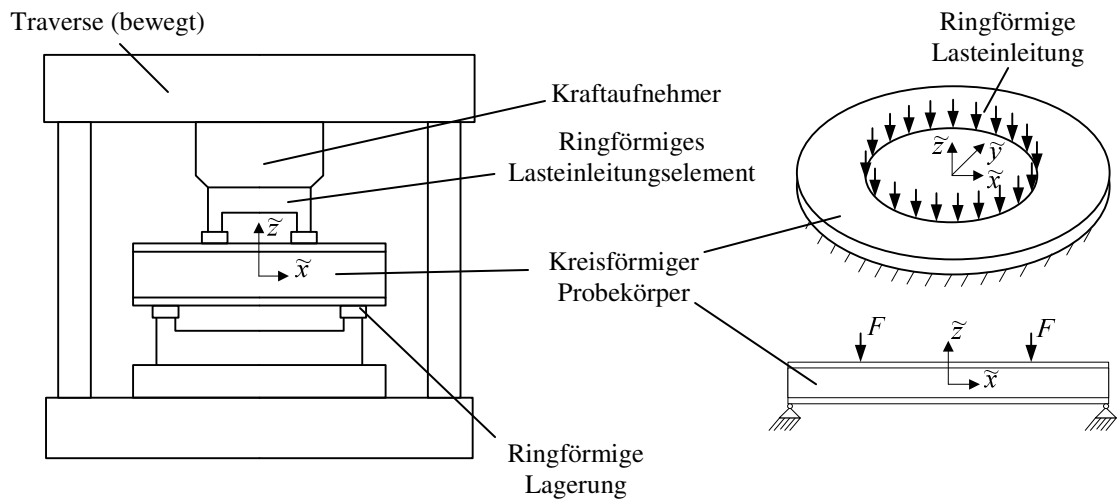 Traverse (bewegt)
Kraftaufnehmer
Ringförmiges
Lasteinleitungselement
z̃
x̃
Kreisförmiger
Probekörper
Ringförmige
Lagerung
Ringförmige
Lasteinleitung
z̃
ỹ
x̃
F
z̃
F
x̃